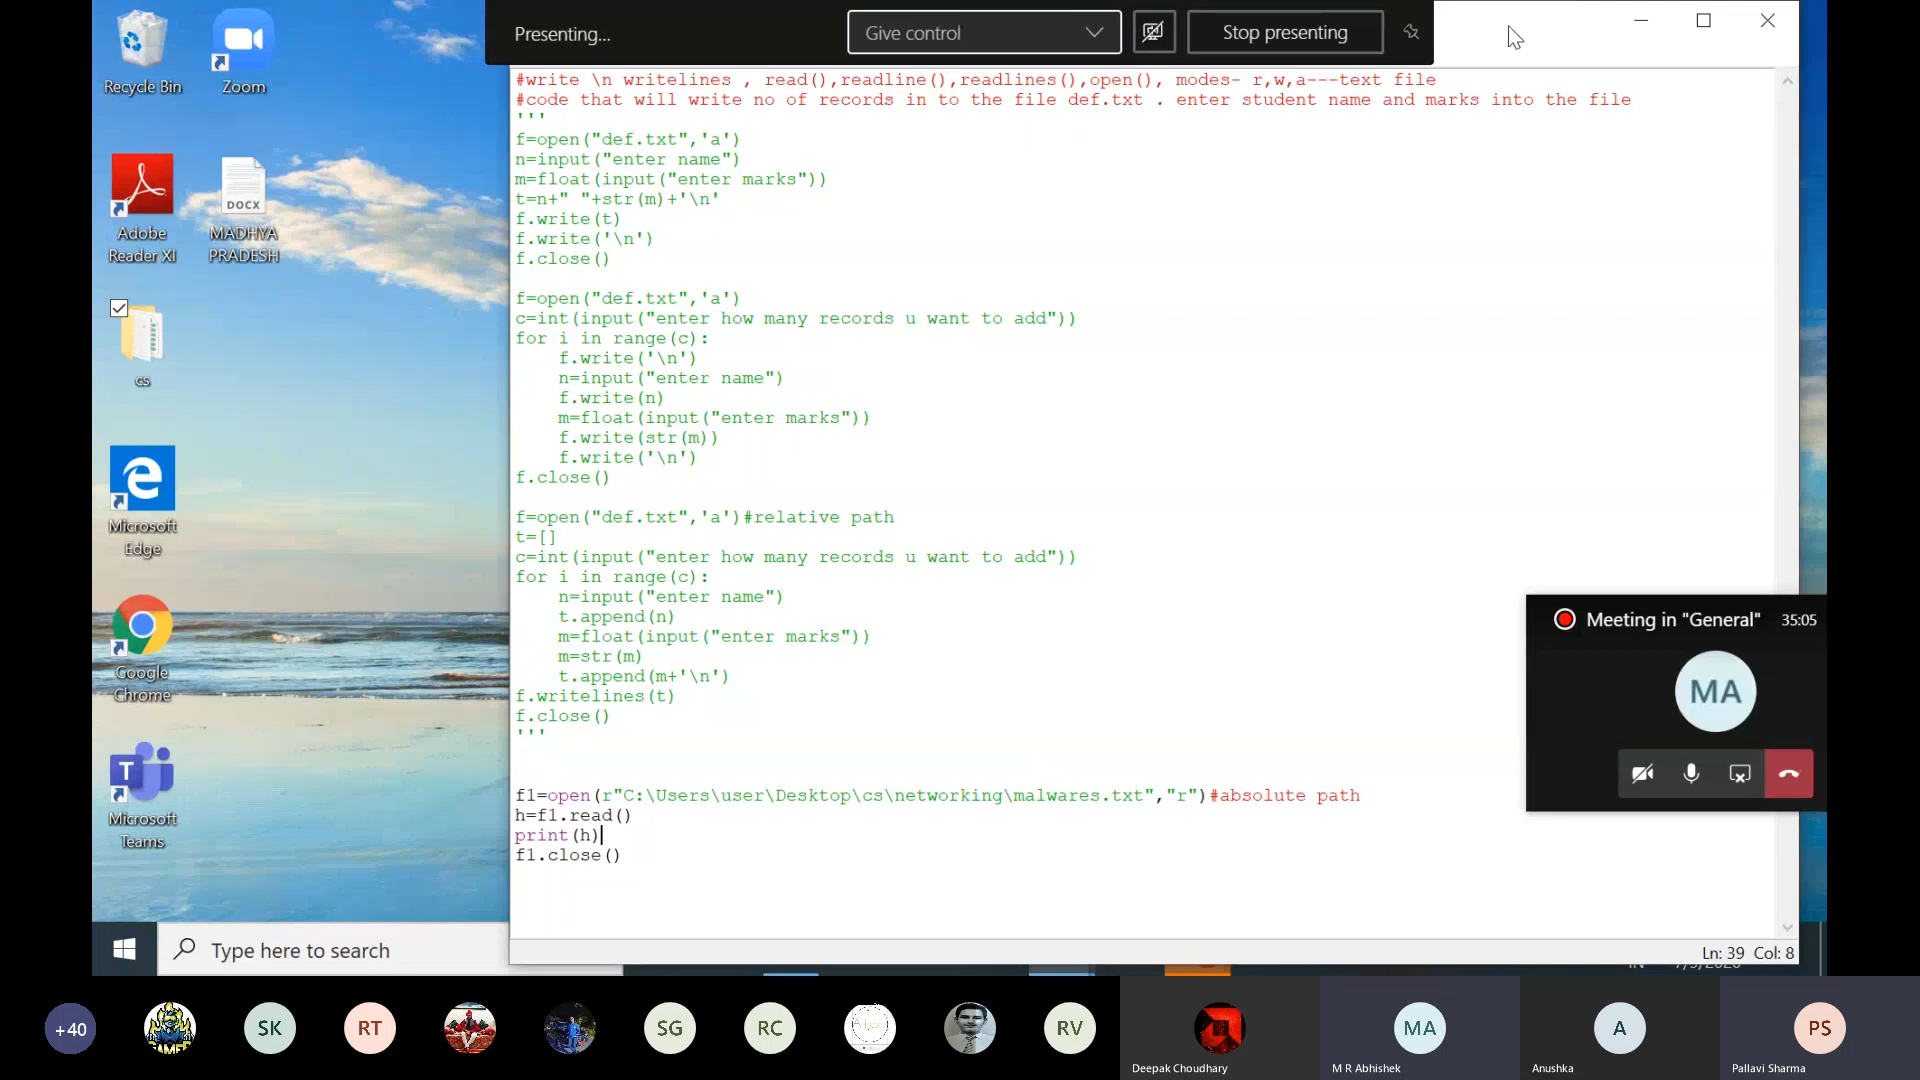 Presenting...
Give control
Stop presenting
Recycle Bin
Zoom
Adobe
Reader XI
DOCX
MADHYA
PRADESH
cs
Microsoft
Edge
Google
Chrome
T
Microsoft
Teams
#write \n writelines , read(),readline(),readlines(),open(), modes- r,w,a---text file
#code that will write no of records in to the file def.txt . enter student name and marks into the file
'''
f=open("def.txt",'a')
n=input("enter name")
m=float(input("enter marks"))
t=n+" "+str(m)+'\n'
f.write(t)
f.write('\n')
f.close()
f=open("def.txt",'a')
c=int(input("enter how many records u want to add"))
for i in range(c):
    f.write('\n')
    n=input("enter name")
    f.write(n)
    m=float(input("enter marks"))
    f.write(str(m))
    f.write('\n')
f.close()
f=open("def.txt",'a')#relative path
t=[]
c=int(input("enter how many records u want to add"))
for i in range(c):
    n=input("enter name")
    t.append(n)
    m=float(input("enter marks"))
    m=str(m)
    t.append(m+'\n')
f.writelines(t)
f.close()
'''
f1=open(r"C:\Users\user\Desktop\cs\networking\malwares.txt","r")#absolute path
h=f1.read()
print(h)
f1.close()
Ln: 39 Col: 8
Meeting in "General" 35:05
MA
Type here to search
+40
SK
RT
SG
RC
RV
MA
A
PS
Deepak Choudhary
M R Abhishek
Anushka
Pallavi Sharma